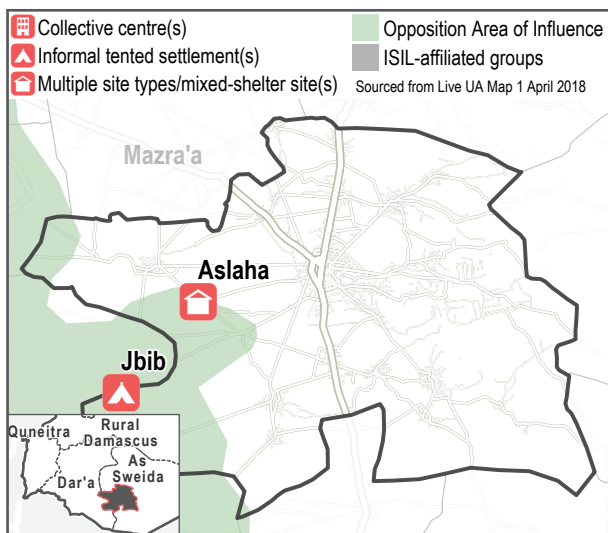 Collective centre(s)
Informal tented settlement(s)
Multiple site types/mixed-shelter site(s)
Opposition Area of Influence
ISIL-affiliated groups
Sourced from Live UA Map 1 April 2018
Mazra'a
Aslaha
Jbib
Quneitra
Rural
Damascus
As
Sweida
Dar'a